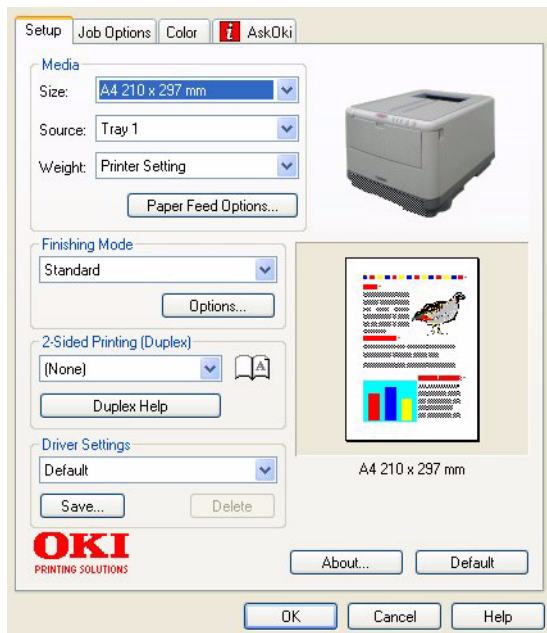 Setup
Job Options
Color
i AskOki
Media
Size: A4 210 x 297 mm
Source: Tray 1
Weight: Printer Setting
Paper Feed Options...
Finishing Mode
Standard
Options...
2-Sided Printing (Duplex)
(None)
A
Duplex Help
Driver Settings
Default
Save...
Delete
A4 210 x 297 mm
OKI
PRINTING SOLUTIONS
About...
Default
OK
Cancel
Help